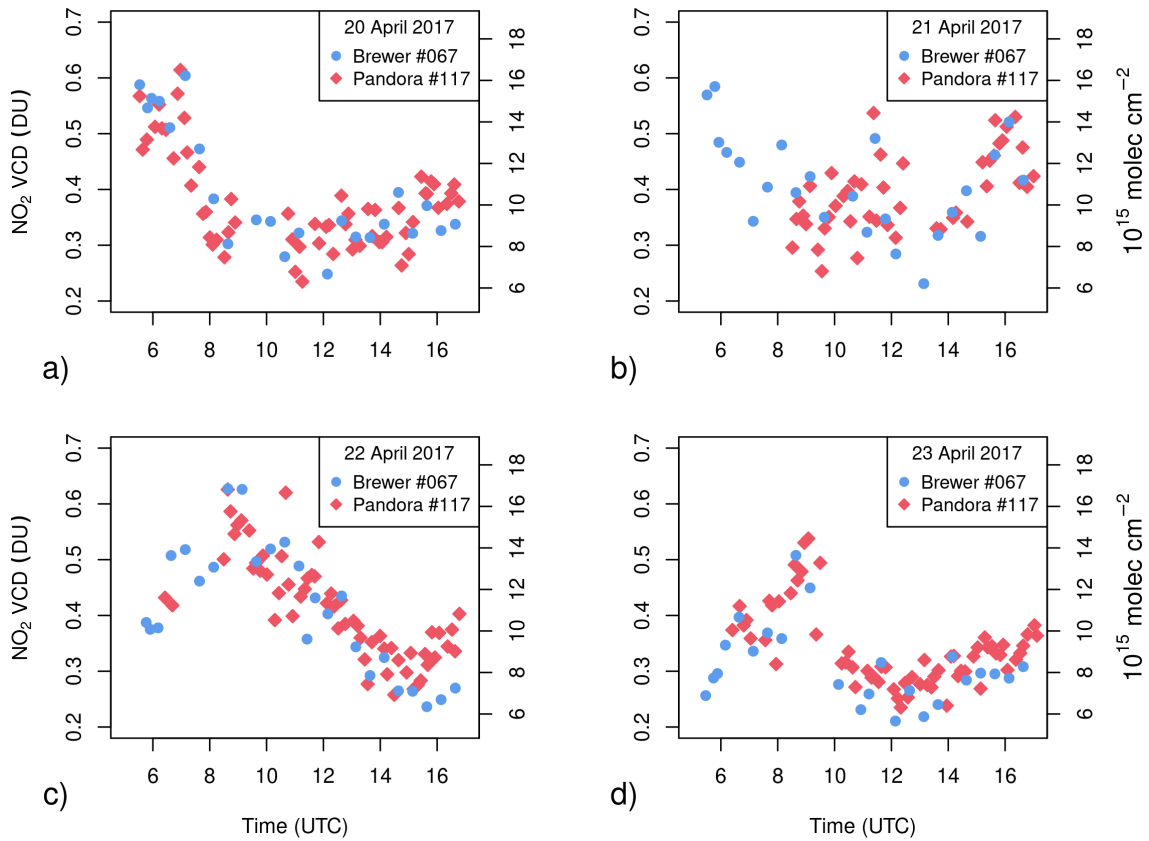 20 April 2017
Brewer #067
Pandora #117
NO₂ VCD (DU)
0.7
0.6
0.5
0.4
0.3
0.2
18
16
14
12
10
8
6
6 8 10 12 14 16
a)
21 April 2017
Brewer #067
Pandora #117
0.7
0.6
0.5
0.4
0.3
0.2
18
16
14
12
10
8
6
10¹⁵ molec cm⁻²
6 8 10 12 14 16
b)
22 April 2017
Brewer #067
Pandora #117
NO₂ VCD (DU)
0.7
0.6
0.5
0.4
0.3
0.2
18
16
14
12
10
8
6
6 8 10 12 14 16
c)
Time (UTC)
23 April 2017
Brewer #067
Pandora #117
0.7
0.6
0.5
0.4
0.3
0.2
18
16
14
12
10
8
6
10¹⁵ molec cm⁻²
6 8 10 12 14 16
d)
Time (UTC)